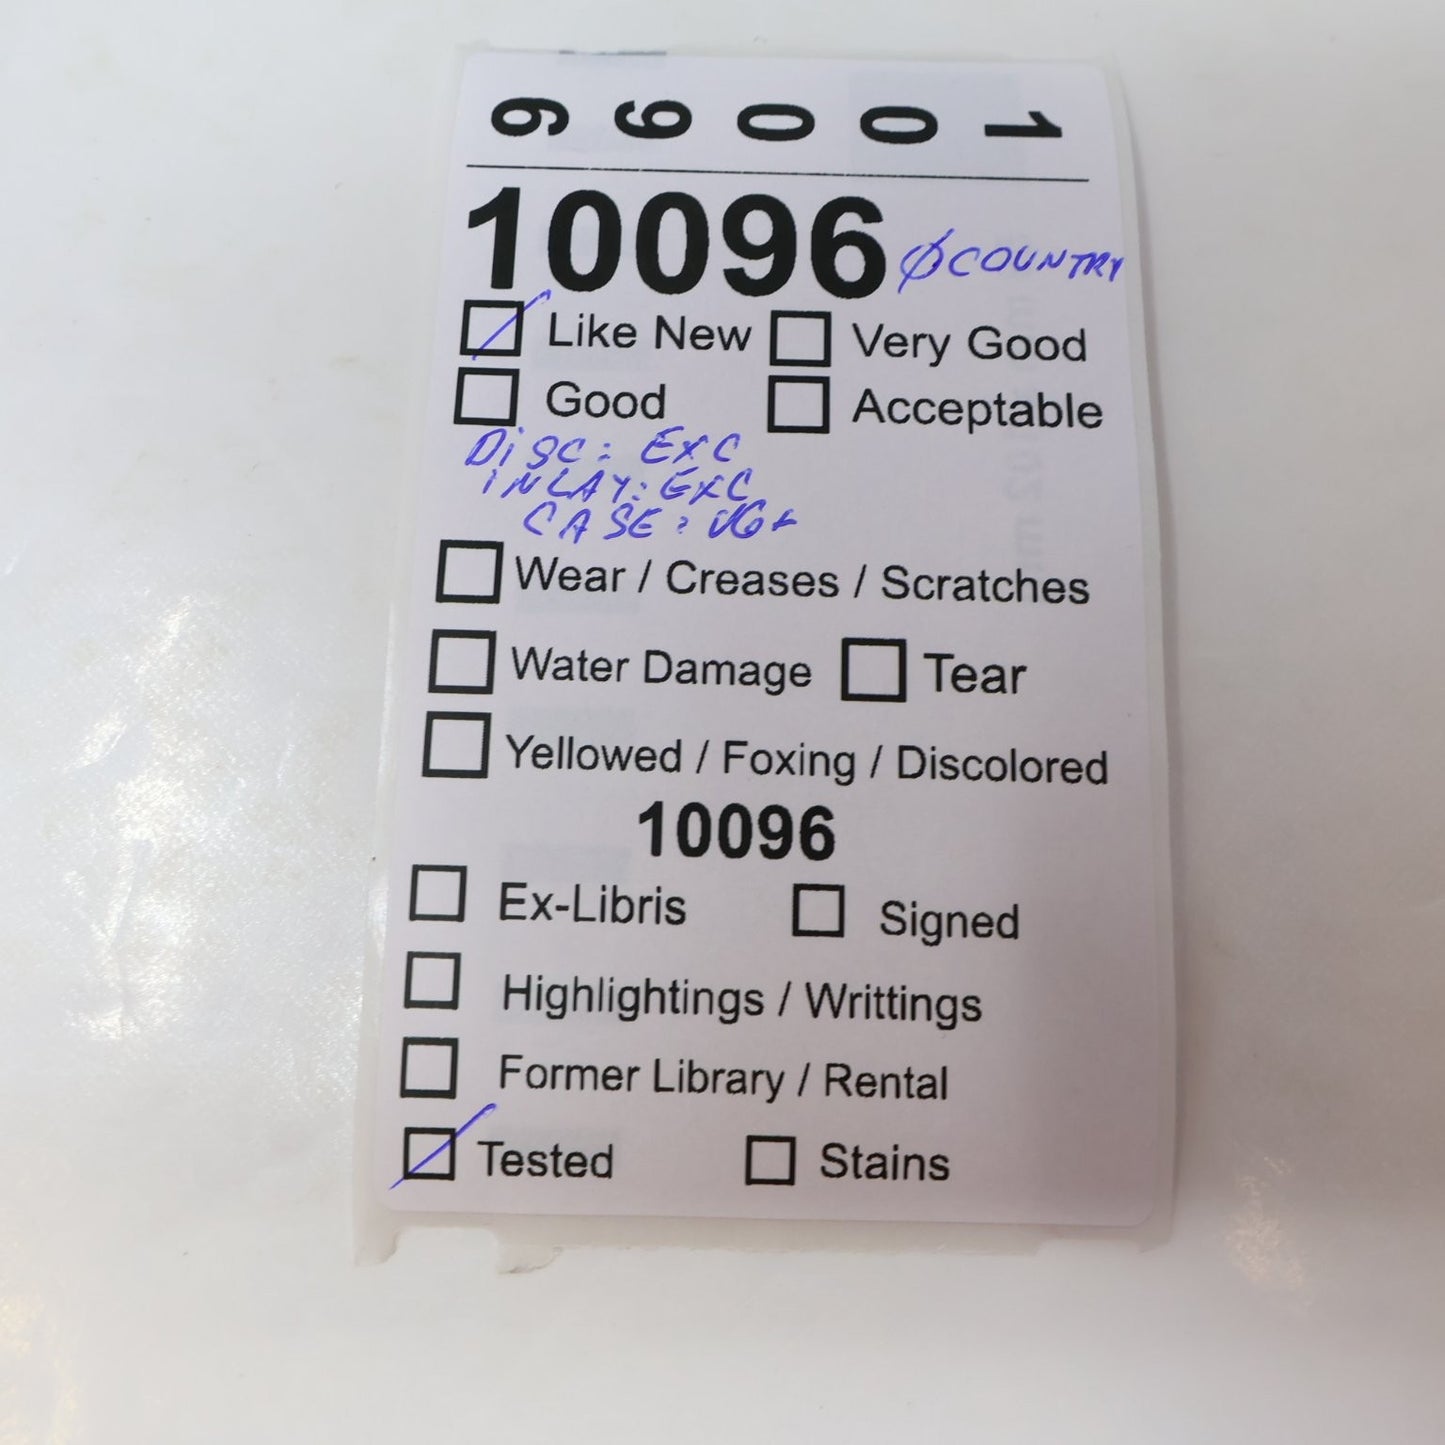 10096
10096 Ø COUNTRY
Like New Very Good
Good Acceptable
DISC: EXC
INLAY: EXC
CASE: VG+
Wear / Creases / Scratches
Water Damage Tear
Yellowed / Foxing / Discolored
10096
Ex-Libris Signed
Highlightings / Writtings
Former Library / Rental
Tested Stains